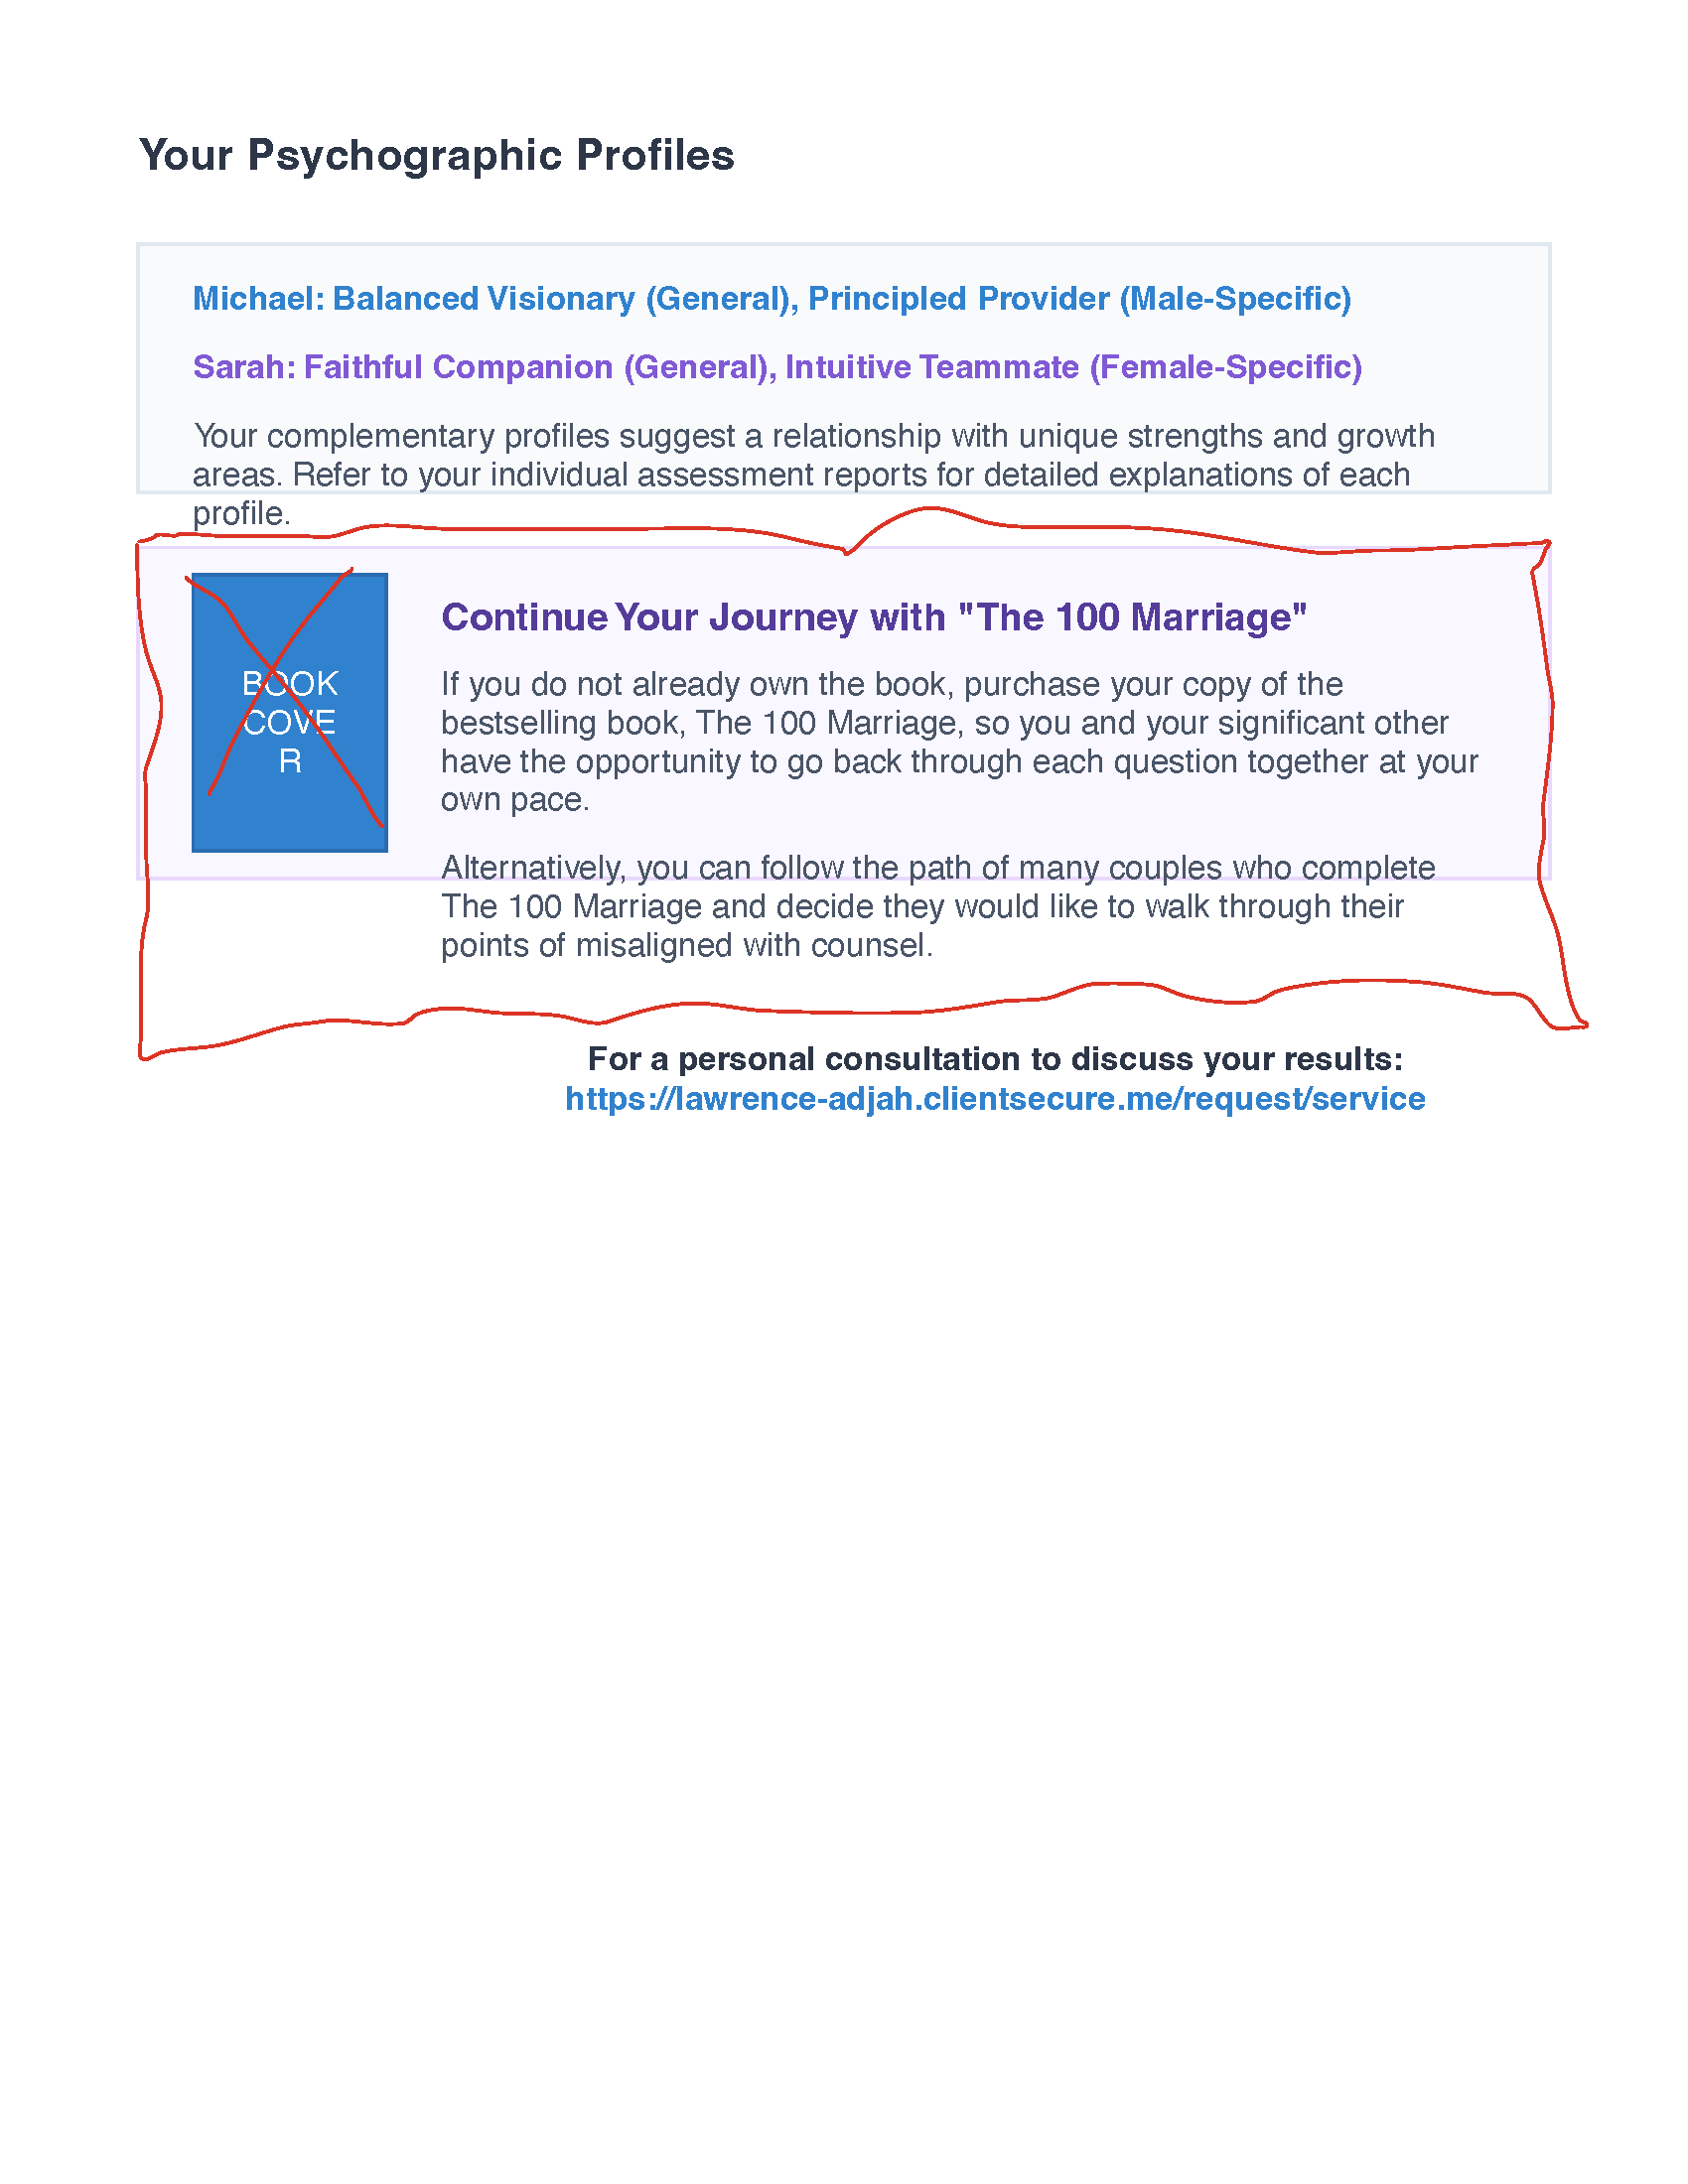 Your Psychographic Profiles
Michael: Balanced Visionary (General), Principled Provider (Male-Specific)
Sarah: Faithful Companion (General), Intuitive Teammate (Female-Specific)
Your complementary profiles suggest a relationship with unique strengths and growth
areas. Refer to your individual assessment reports for detailed explanations of each
profile.
BOOK
COVE
R
Continue Your Journey with "The 100 Marriage"
If you do not already own the book, purchase your copy of the
bestselling book, The 100 Marriage, so you and your significant other
have the opportunity to go back through each question together at your
own pace.
Alternatively, you can follow the path of many couples who complete
The 100 Marriage and decide they would like to walk through their
points of misaligned with counsel.
For a personal consultation to discuss your results:
https://lawrence-adjah.clientsecure.me/request/service